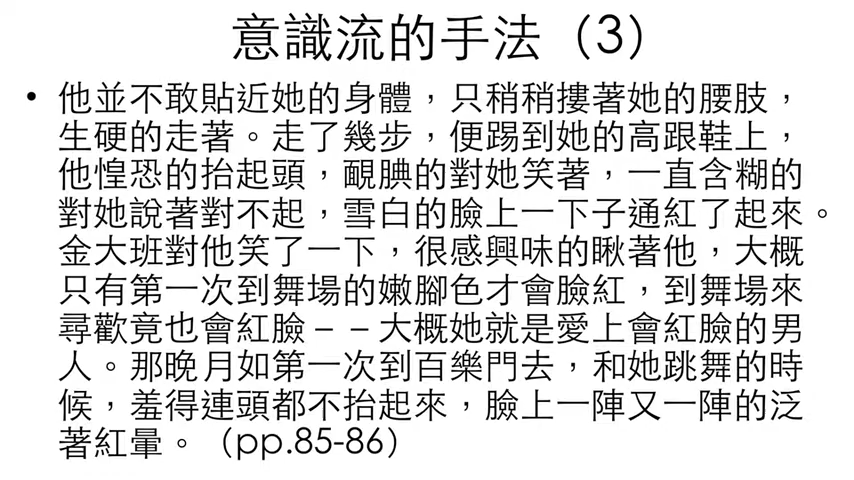 意識流的手法（3）
• 他並不敢貼近她的身體，只稍稍摟著她的腰肢，
生硬的走著。走了幾步，便踢到她的高跟鞋上，
他惶恐的抬起頭，靦腆的對她笑著，一直含糊的
對她說著對不起，雪白的臉上一下子通紅了起來。
金大班對他笑了一下，很感興味的瞅著他，大概
只有第一次到舞場的嫩腳色才會臉紅，到舞場來
尋歡竟也會紅臉－－大概她就是愛上會紅臉的男
人。那晚月如第一次到百樂門去，和她跳舞的時
候，羞得連頭都不抬起來，臉上一陣又一陣的泛
著紅暈。（pp.85-86）